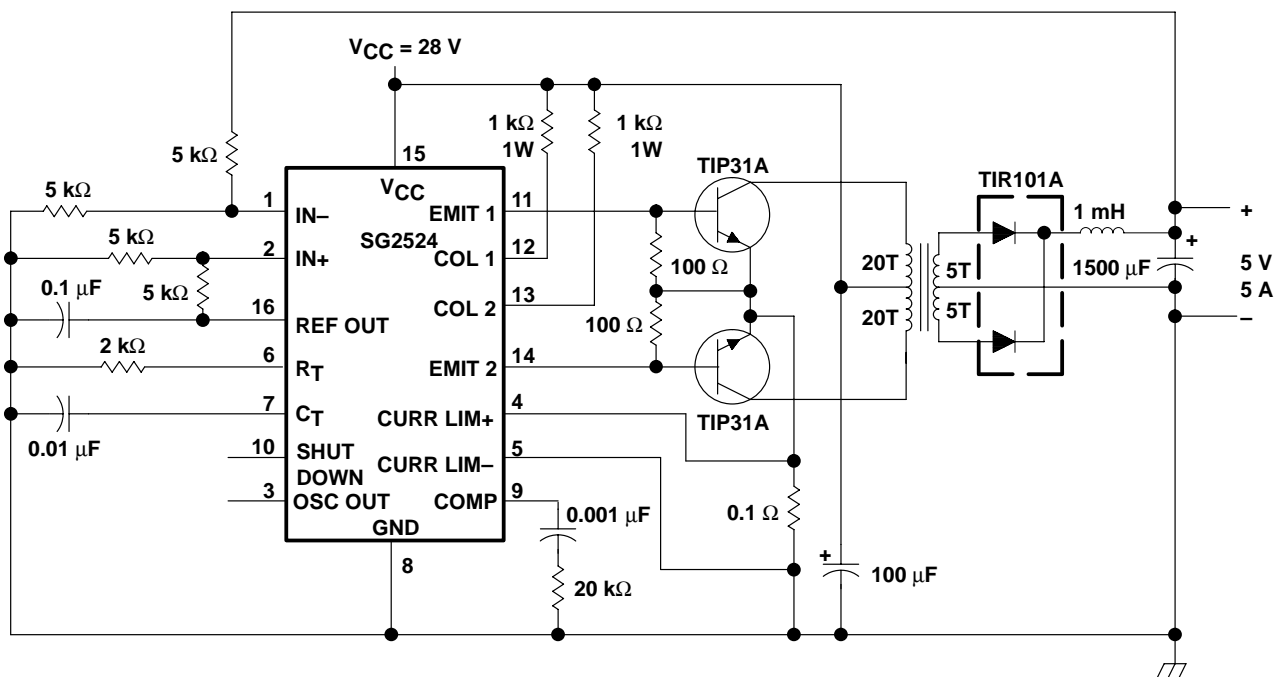 VCC = 28 V
1 kΩ
1W
1 kΩ
1W
5 kΩ
15
TIP31A
TIR101A
VCC
5 kΩ
1
IN–
EMIT 1
11
SG2524
1 mH
+
5 kΩ
2
IN+
COL 1
12
100 Ω
20T
5T
1500 µF
+
5 V
5 A
0.1 µF
5 kΩ
16
REF OUT
COL 2
13
100 Ω
20T
5T
–
2 kΩ
6
RT
EMIT 2
14
7
CT
CURR LIM+
4
TIP31A
0.01 µF
10
SHUT
DOWN
CURR LIM–
5
3
OSC OUT
COMP
9
0.001 µF
0.1 Ω
GND
+
100 µF
8
20 kΩ